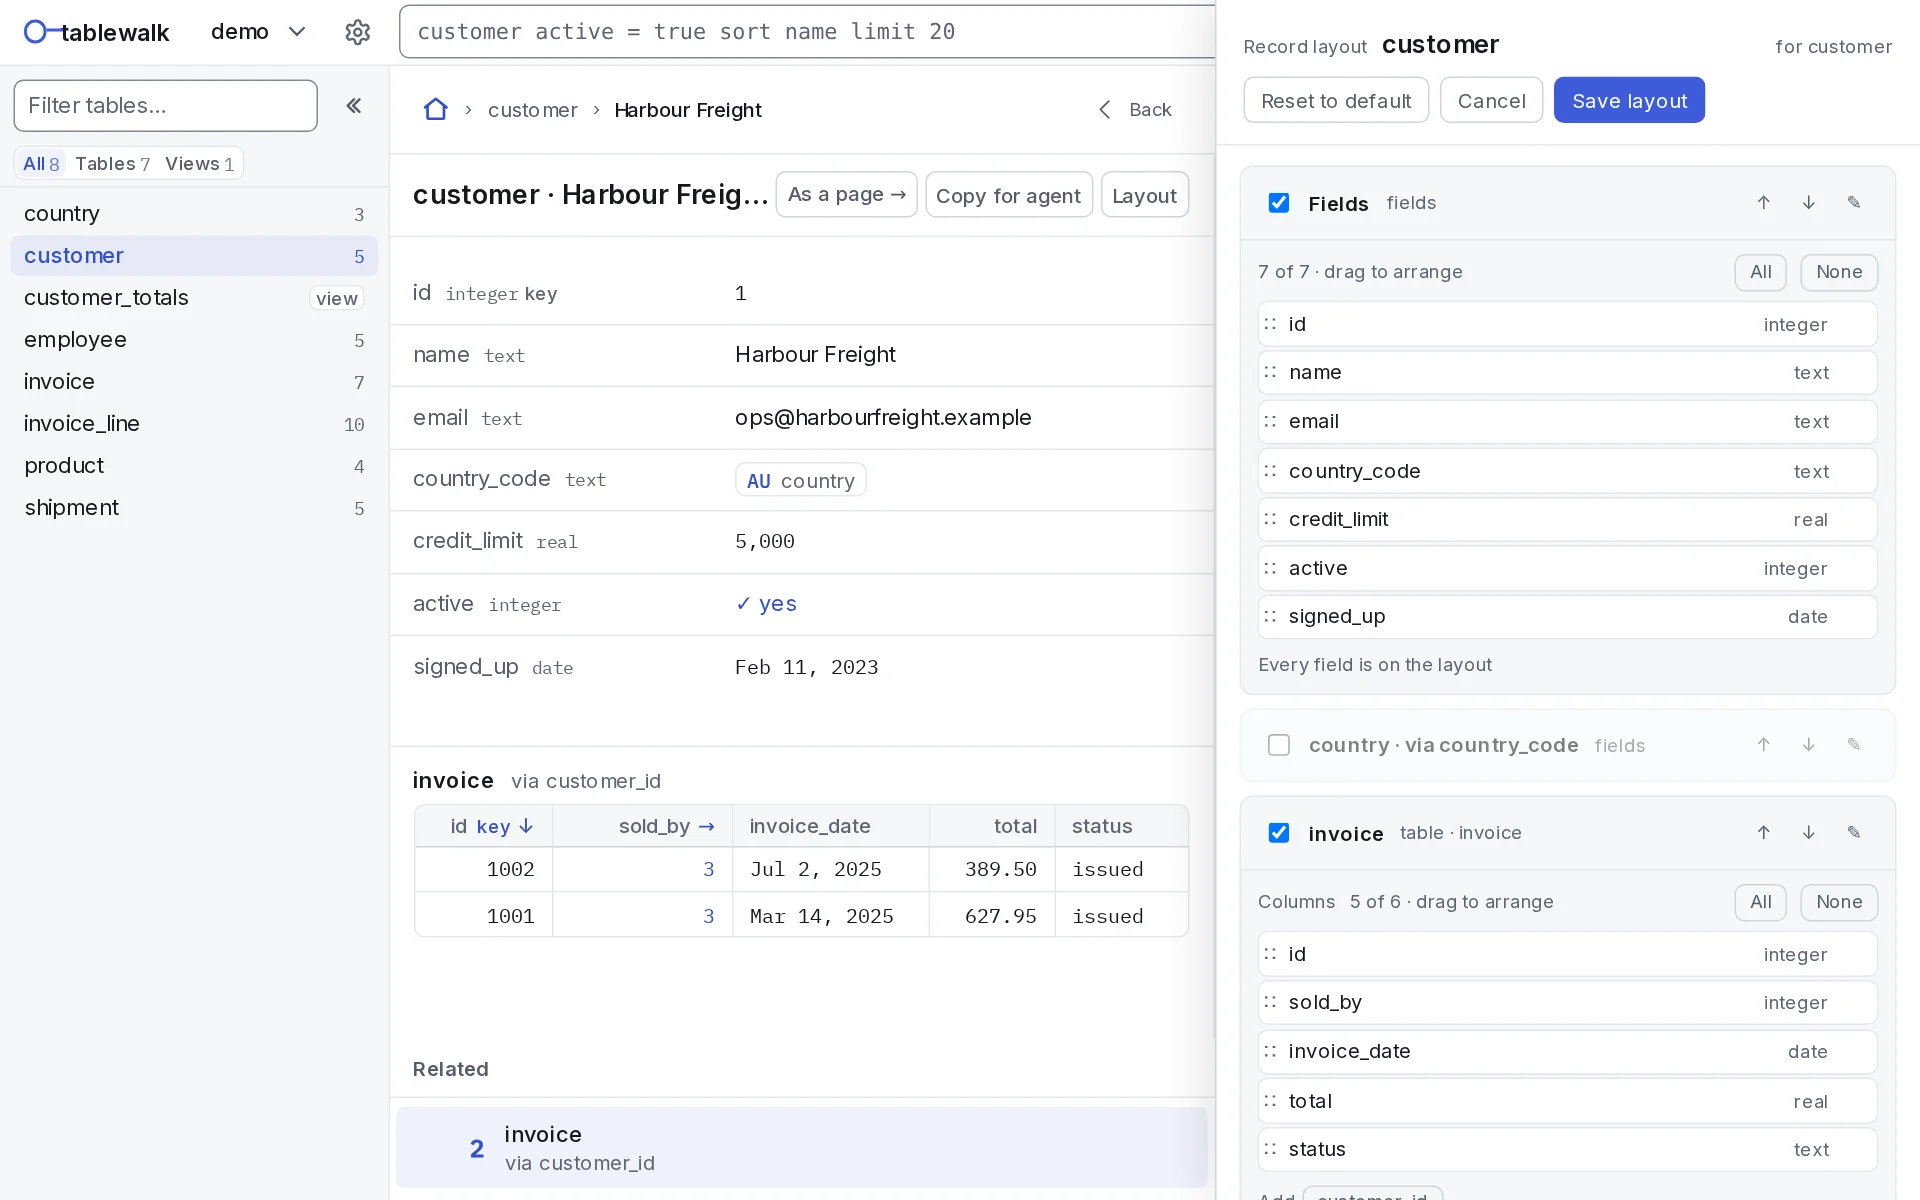 tablewalk demo
customer active = true sort name limit 20
Filter tables...
All 8 Tables 7 Views 1
country 3
customer 5
customer_totals view
employee 5
invoice 7
invoice_line 10
product 4
shipment 5
› customer › Harbour Freight
Back
customer · Harbour Freig...
As a page →
Copy for agent
Layout
id integer key 1
name text Harbour Freight
email text ops@harbourfreight.example
country_code text AU country
credit_limit real 5,000
active integer ✓ yes
signed_up date Feb 11, 2023
invoice via customer_id
id key ↓ sold_by → invoice_date total status
1002 3 Jul 2, 2025 389.50 issued
1001 3 Mar 14, 2025 627.95 issued
Related
2 invoice
via customer_id
Record layout customer for customer
Reset to default Cancel Save layout
Fields fields ↑ ↓ ✎
7 of 7 · drag to arrange All None
id integer
name text
email text
country_code text
credit_limit real
active integer
signed_up date
Every field is on the layout
country · via country_code fields ↑ ↓ ✎
invoice table · invoice ↑ ↓ ✎
Columns 5 of 6 · drag to arrange All None
id integer
sold_by integer
invoice_date date
total real
status text
Add customer_id